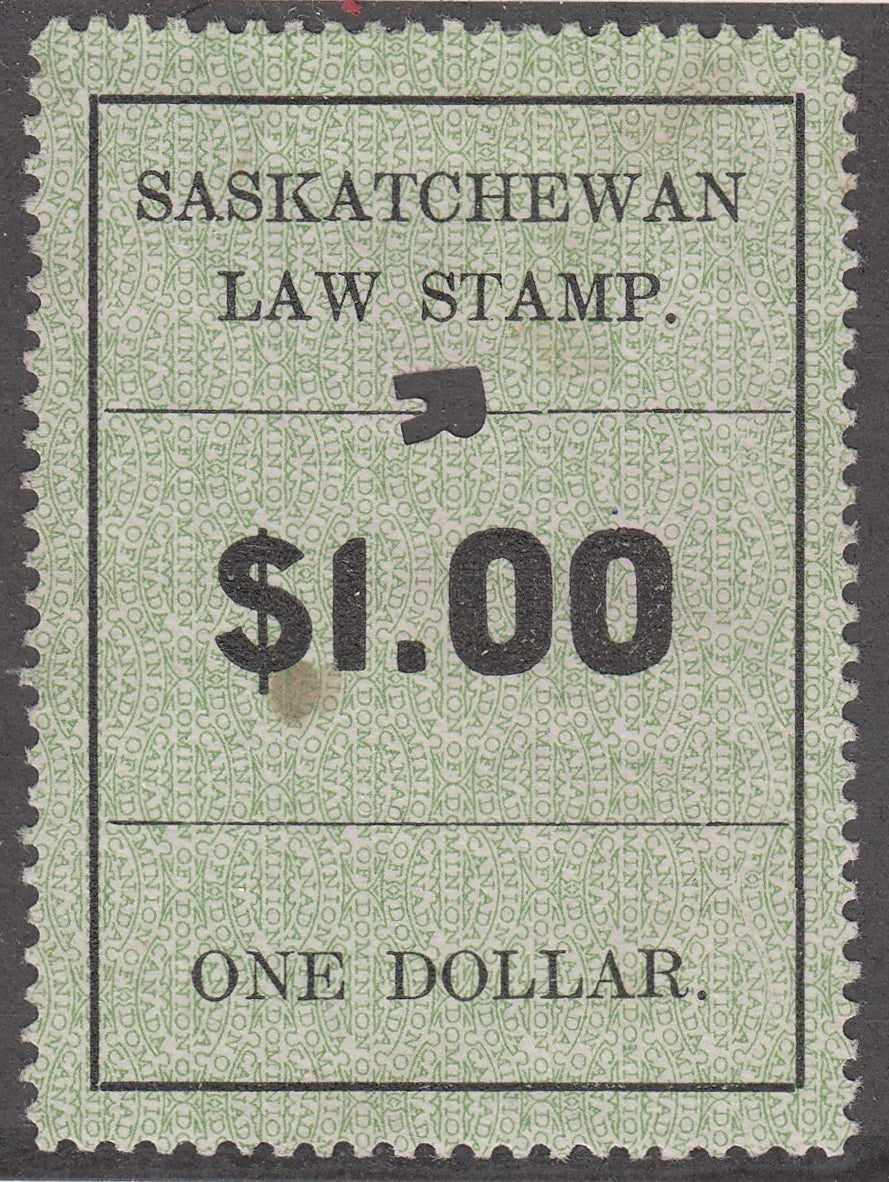 SASKATCHEWAN
LAW STAMP.
$1.00
ONE DOLLAR.